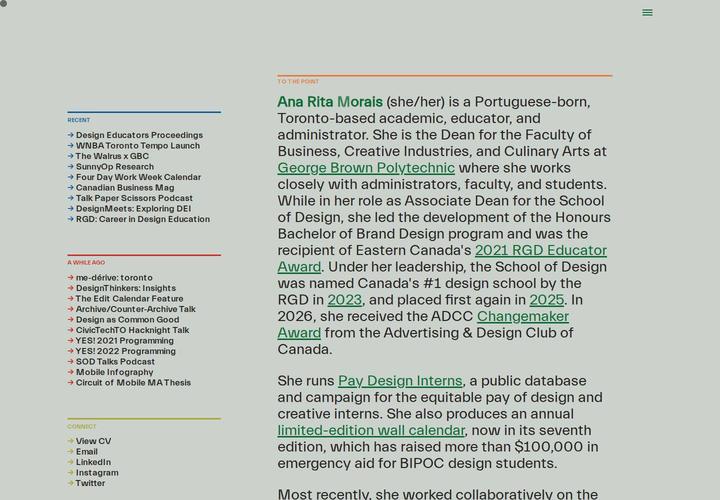 RECENT
→ Design Educators Proceedings
→ WNBA Toronto Tempo Launch
→ The Walrus x GBC
→ SunnyOp Research
→ Four Day Work Week Calendar
→ Canadian Business Mag
→ Talk Paper Scissors Podcast
→ DesignMeets: Exploring DEI
→ RGD: Career in Design Education
A WHILE AGO
→ me-dérive: toronto
→ DesignThinkers: Insights
→ The Edit Calendar Feature
→ Archive/Counter-Archive Talk
→ Design as Common Good
→ CivicTechTO Hacknight Talk
→ YES! 2021 Programming
→ YES! 2022 Programming
→ SOD Talks Podcast
→ Mobile Infography
→ Circuit of Mobile MA Thesis
CONNECT
→ View CV
→ Email
→ LinkedIn
→ Instagram
→ Twitter
TO THE POINT
Ana Rita Morais (she/her) is a Portuguese-born,
Toronto-based academic, educator, and
administrator. She is the Dean for the Faculty of
Business, Creative Industries, and Culinary Arts at
George Brown Polytechnic where she works
closely with administrators, faculty, and students.
While in her role as Associate Dean for the School
of Design, she led the development of the Honours
Bachelor of Brand Design program and was the
recipient of Eastern Canada's 2021 RGD Educator
Award. Under her leadership, the School of Design
was named Canada's #1 design school by the
RGD in 2023, and placed first again in 2025. In
2026, she received the ADCC Changemaker
Award from the Advertising & Design Club of
Canada.
She runs Pay Design Interns, a public database
and campaign for the equitable pay of design and
creative interns. She also produces an annual
limited-edition wall calendar, now in its seventh
edition, which has raised more than $100,000 in
emergency aid for BIPOC design students.
Most recently, she worked collaboratively on the